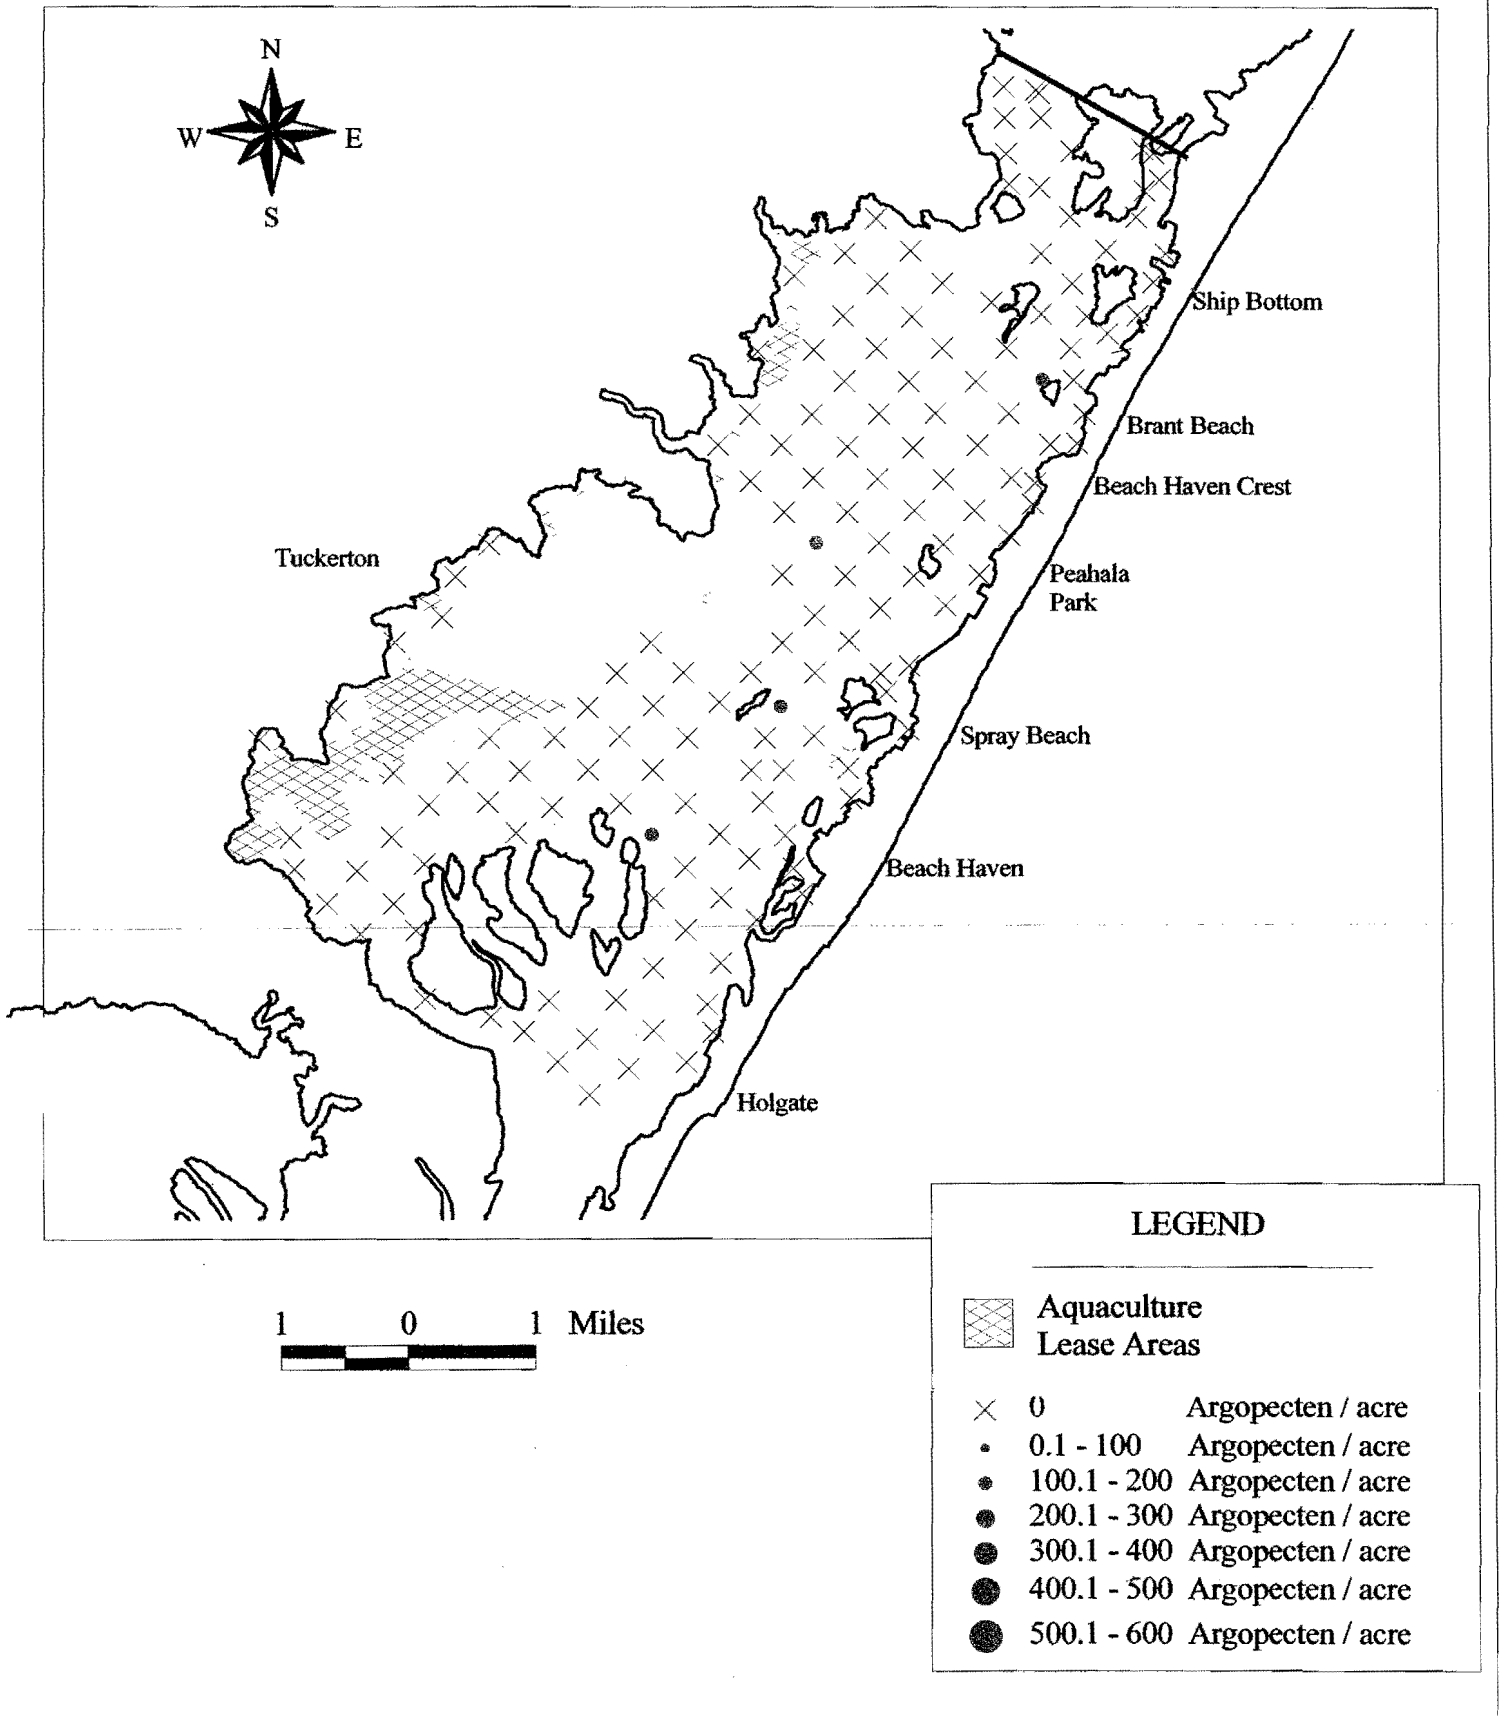 N
W E
S
Ship Bottom
Brant Beach
Beach Haven Crest
Tuckerton
Peahala
Park
Spray Beach
Beach Haven
Holgate
LEGEND
1 0 1 Miles
Aquaculture
Lease Areas
0 Argopecten / acre
0.1 - 100 Argopecten / acre
100.1 - 200 Argopecten / acre
200.1 - 300 Argopecten / acre
300.1 - 400 Argopecten / acre
400.1 - 500 Argopecten / acre
500.1 - 600 Argopecten / acre